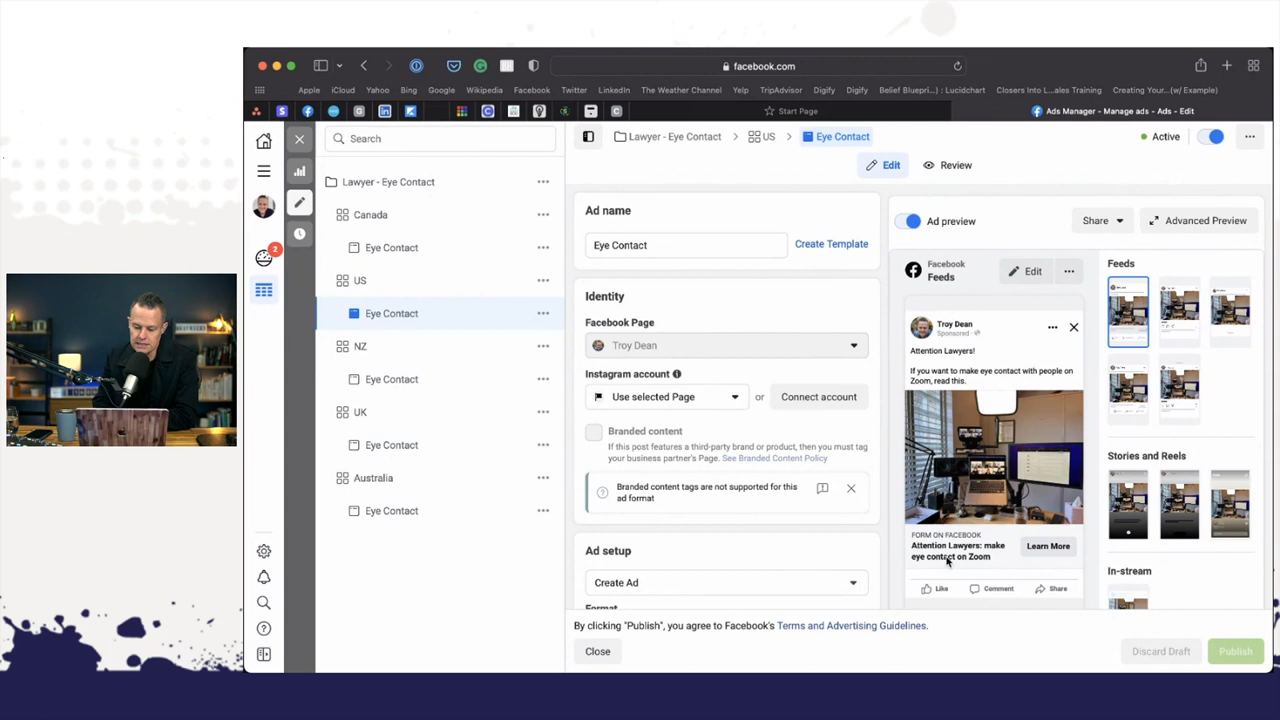 facebook.com
Apple iCloud Yahoo Bing Google Wikipedia Facebook Twitter LinkedIn The Weather Channel Yelp TripAdvisor Digify Digify Belief Bluepri...) : Lucidchart Closers Into L...ales Training Creating Your...(w/ Example)
Start Page
Ads Manager - Manage ads - Ads - Edit
Search
Lawyer - Eye Contact
US
Eye Contact
Active
Edit
Review
2
Lawyer - Eye Contact
Canada
Eye Contact
US
Eye Contact
NZ
Eye Contact
UK
Eye Contact
Australia
Eye Contact
Ad name
Eye Contact
Create Template
Identity
Facebook Page
Troy Dean
Instagram account
Use selected Page
or
Connect account
Branded content
If this post features a third-party brand or product, then you must tag
your business partner's Page. See Branded Content Policy
Branded content tags are not supported for this
ad format
Ad setup
Create Ad
Format
Ad preview
Share
Advanced Preview
Facebook
Feeds
Edit
Troy Dean
Sponsored
Attention Lawyers!
If you want to make eye contact with people on
Zoom, read this.
FORM ON FACEBOOK
Attention Lawyers: make
eye contact on Zoom
Learn More
Like
Comment
Share
Feeds
Stories and Reels
In-stream
By clicking "Publish", you agree to Facebook's Terms and Advertising Guidelines.
Close
Discard Draft
Publish